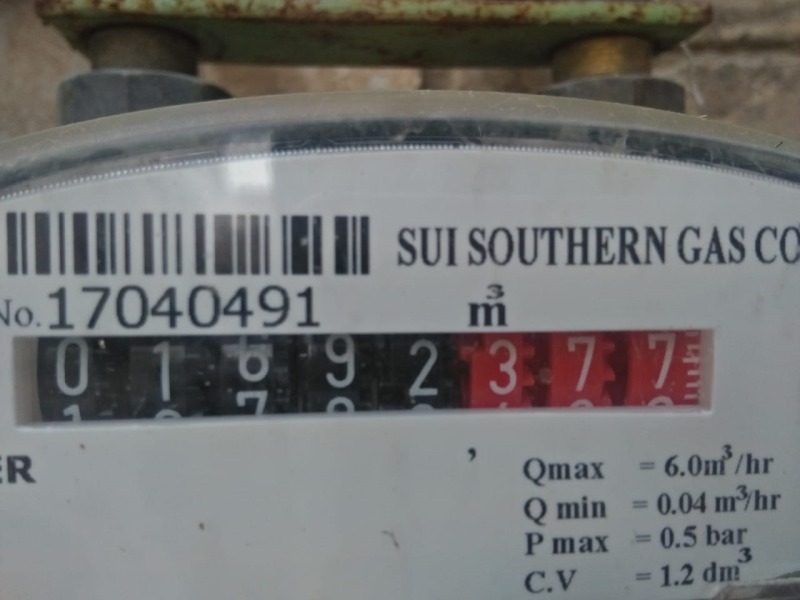 SUI SOUTHERN GAS CO
No. 17040491 m³
0 1 6 9 2 3 7 7
ER
,
Qmax = 6.0m³/hr
Q min = 0.04 m³/hr
P max = 0.5 bar
C.V = 1.2 dm³